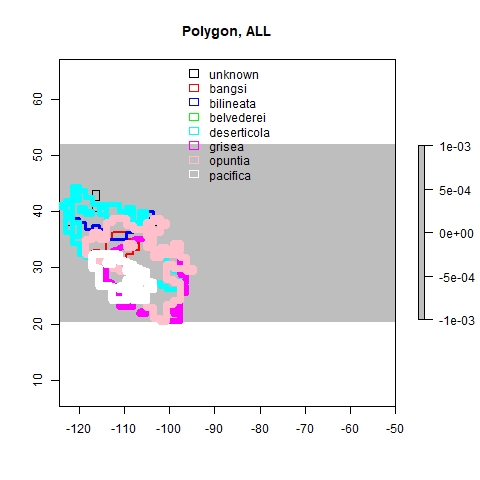 Polygon, ALL
unknown
bangsi
bilineata
belvederei
deserticola
grisea
opuntia
pacifica
60
50
40
30
20
10
-120
-110
-100
-90
-80
-70
-60
-50
1e-03
5e-04
0e+00
-5e-04
-1e-03